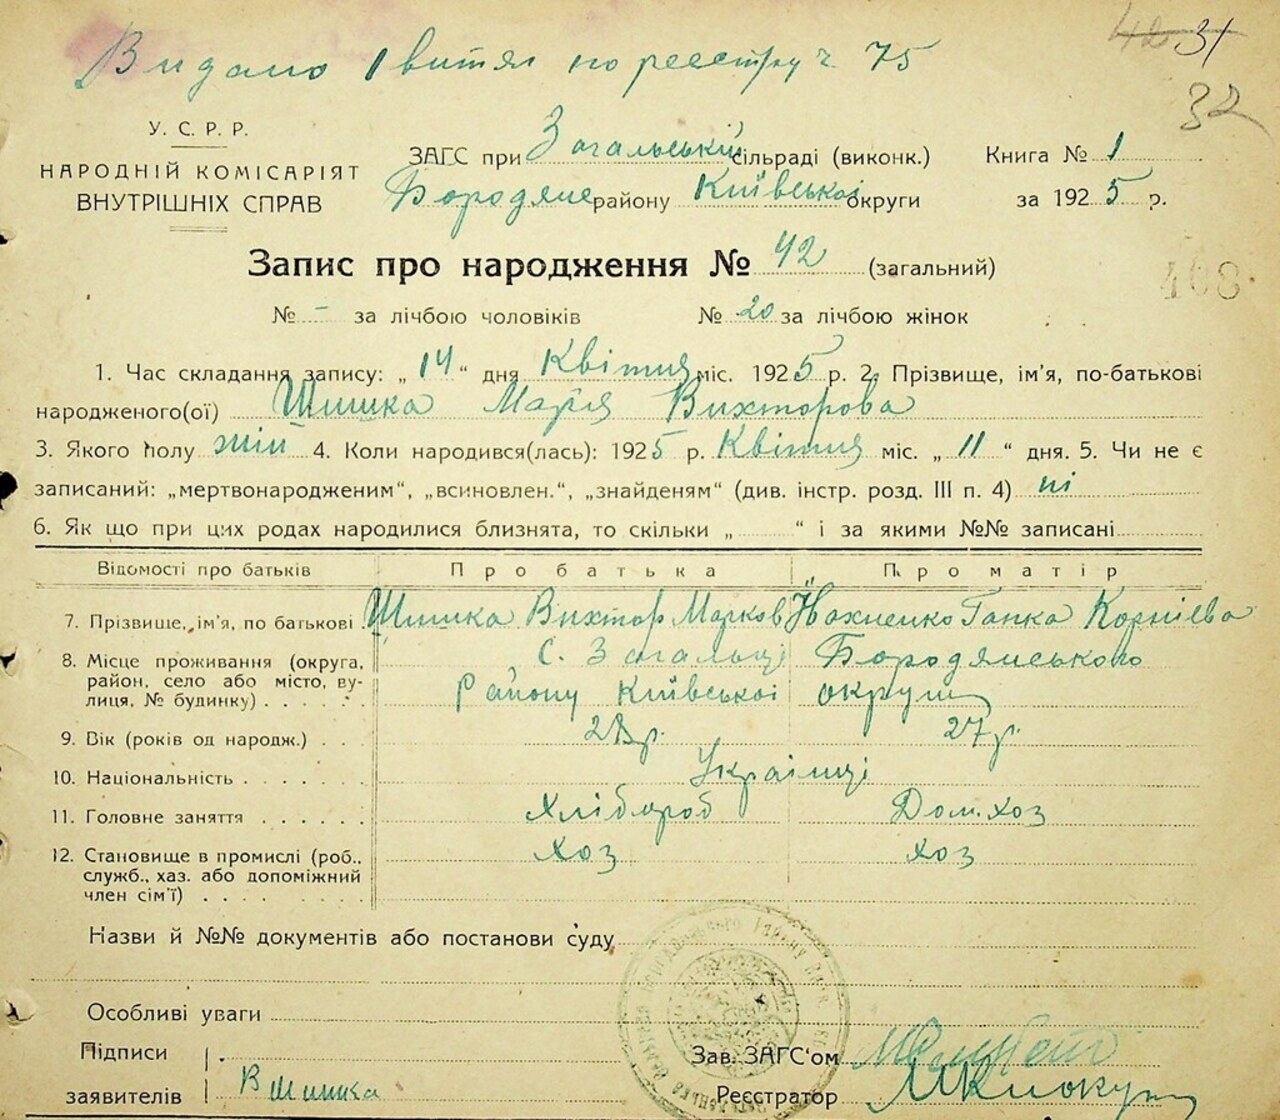 Видано 1 витяг по реєстру ч. 75
42 31
32
У. С. Р. Р.
НАРОДНІЙ КОМІСАРІЯТ
ВНУТРІШНІХ СПРАВ
ЗАГС при Загальській сільраді (виконк.) Книга № 1
Бородянс району Київської округи за 1925 р.
Запис про народження № 42 (загальний)
408
№ - за лічбою чоловіків № 20 за лічбою жінок
1. Час складання запису: „14“ дня Квітня міс. 1925 р. 2. Прізвище, ім'я, по-батькові
народженого(ої) Шишка Марія Вихторова
3. Якого полу жін 4. Коли народився(лась): 1925 р. Квітня міс. „11“ дня. 5. Чи не є
записаний: „мертвонародженим“, „всиновлен.“, „знайденям“ (див. інстр. розд. III п. 4) ні
6. Як що при цих родах народилися близнята, то скільки „ “ і за якими №№ записані
Відомості про батьків Про батька Про матір
7. Прізвище, ім'я, по батькові Шишка Вихтор Марков Ганка Корнієва
8. Місце проживання (округа, район, село або місто, вулиця, № будинку) С. Загальці Бородянського
Району Київської округи
9. Вік (років од народж.) 28 р. 27 р.
10. Національність Українці
11. Головне заняття Хлібороб Дом. хоз
12. Становище в промислі (роб., служб., хаз. або допоміжний член сім'ї) хоз хоз
Назви й №№ документів або постанови суду
Особливі уваги
Підписи
заявителів В Шишка
Зав. ЗАГС'ом
Реєстратор